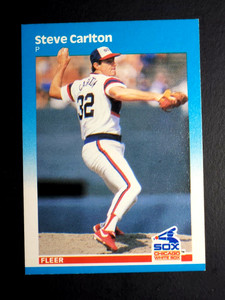 Steve Carlton
P
32
SOX
CHICAGO
WHITE SOX
FLEER